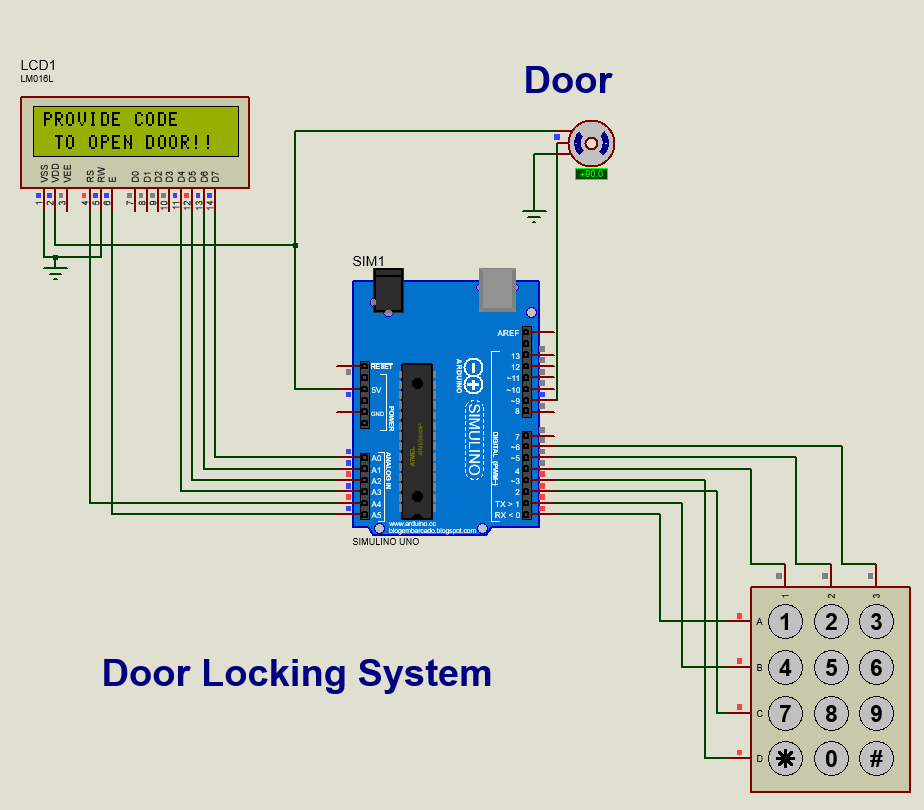 LCD1
LM016L
PROVIDE CODE
TO OPEN DOOR!!
VSS
VDD
VEE
RS
RW
E
D0
D1
D2
D3
D4
D5
D6
D7
1
2
3
4
5
6
7
8
9
10
11
12
13
14
Door
+90.0
SIM1
AREF
13
12
~11
~10
~9
8
7
~6
~5
4
~3
2
TX > 1
RX < 0
RESET
5V
GND
POWER
A0
A1
A2
A3
A4
A5
ANALOG IN
ATMEL
ARDUINO
SIMULINO
DIGITAL (PWM~)
www.arduino.cc
blogembarcado.blogspot.com
SIMULINO UNO
Door Locking System
1
2
3
A
1
2
3
B
4
5
6
C
7
8
9
D
*
0
#